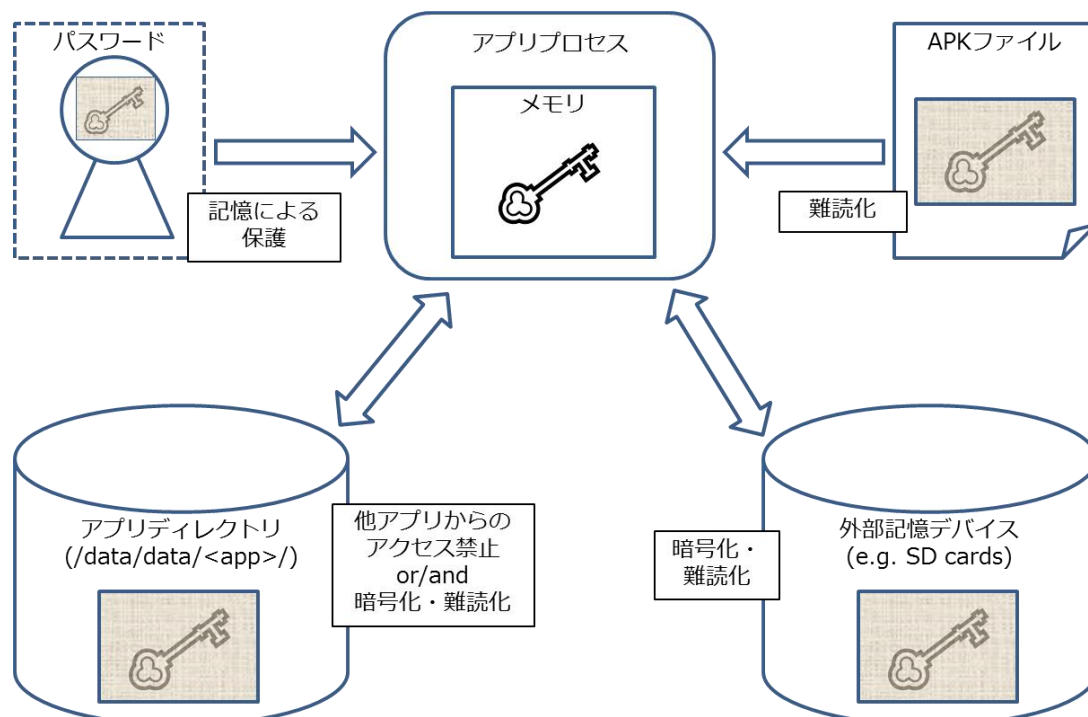 パスワード
アプリプロセス
APKファイル
メモリ
記憶による
保護
難読化
アプリディレクトリ
(/data/data/<app>/)
他アプリからの
アクセス禁止
or/and
暗号化・難読化
暗号化・
難読化
外部記憶デバイス
(e.g. SD cards)